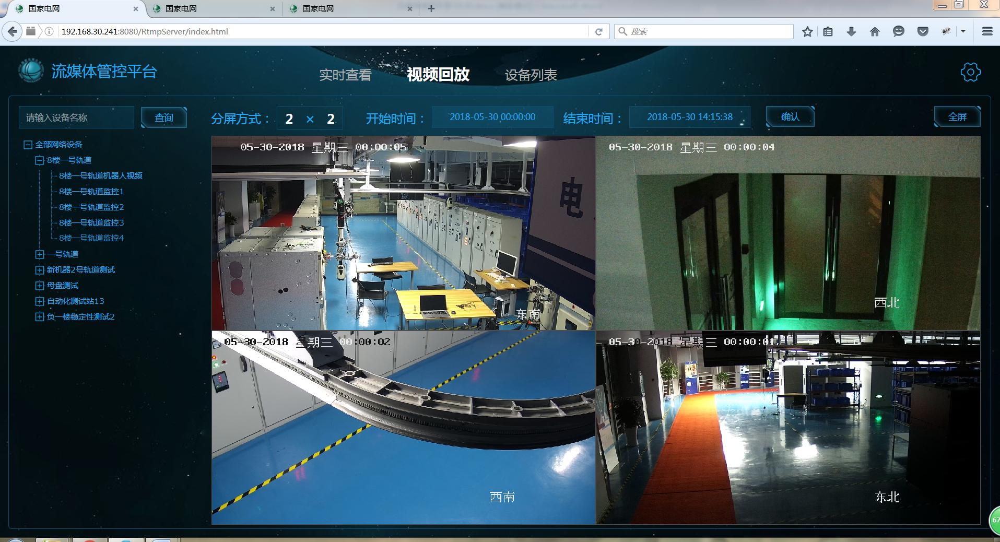 国家电网
国家电网
国家电网
192.168.30.241:8080/RtmpServer/index.html
搜索
流媒体管控平台
实时查看
视频回放
设备列表
请输入设备名称
查询
分屏方式：
2 × 2
开始时间：
2018-05-30 00:00:00
结束时间：
2018-05-30 14:15:38
确认
全屏
全部网络设备
8楼一号轨道
8楼一号轨道机器人视频
8楼一号轨道监控1
8楼一号轨道监控2
8楼一号轨道监控3
8楼一号轨道监控4
一号轨道
新机器2号轨道测试
母盘测试
自动化测试站13
负一楼稳定性测试2
05-30-2018 星期三 00:00:05
电
东南
05-30-2018 星期三 00:00:04
西北
05-30-2018 星期三 00:00:02
西南
05-30-2018 星期三 00:00:01
东北
67